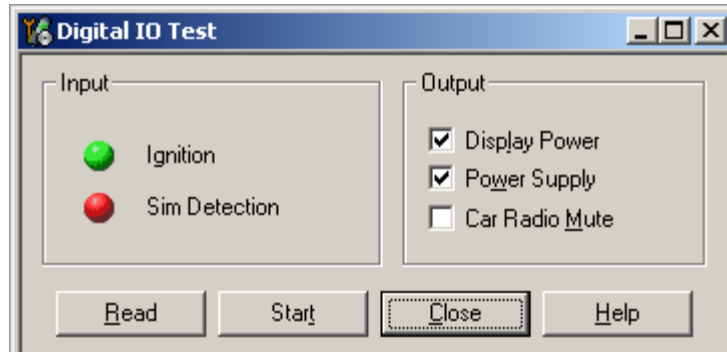 Digital IO Test
Input
Ignition
Sim Detection
Output
Display Power
Power Supply
Car Radio Mute
Read
Start
Close
Help